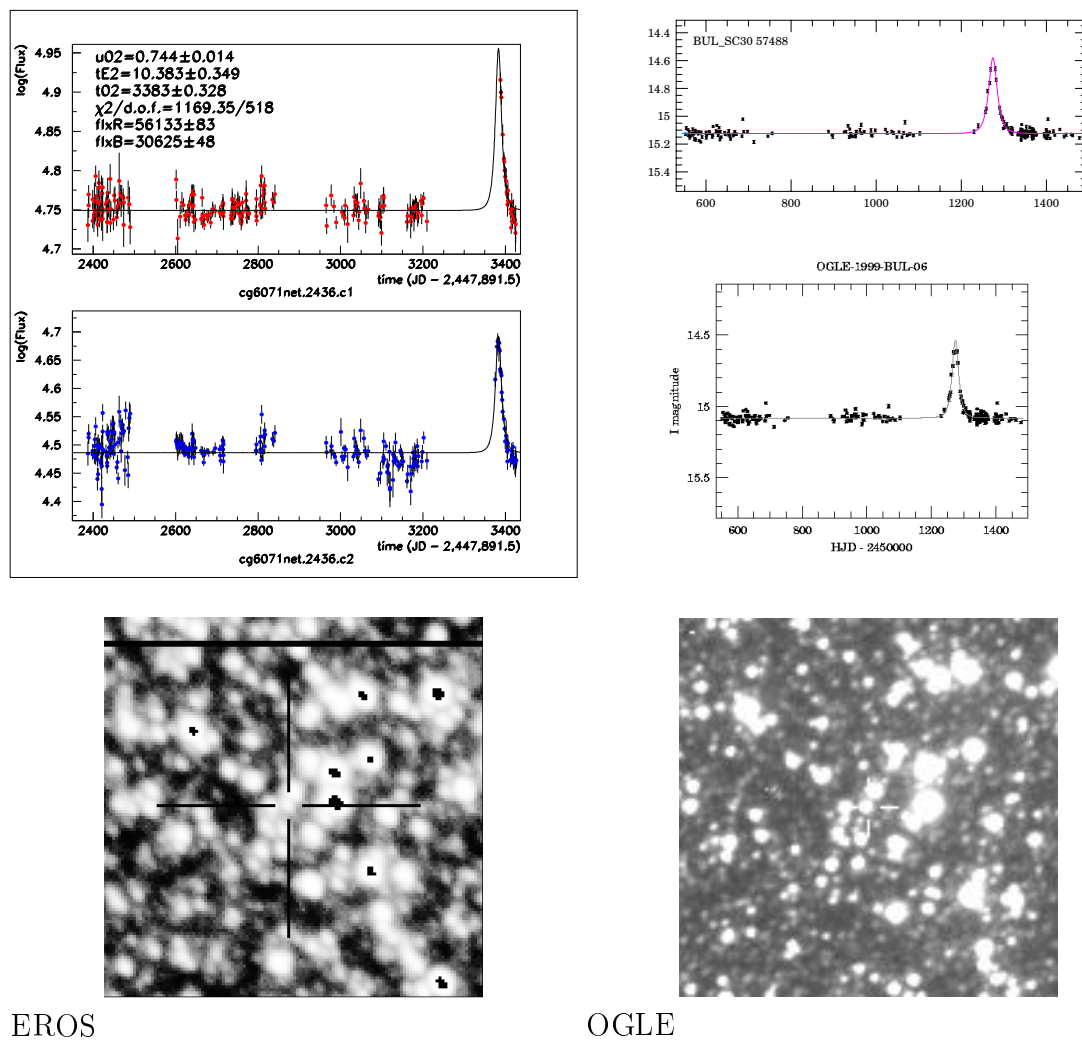 log(Flux)
4.95
4.9
4.85
4.8
4.75
4.7
u02=0.744±0.014
tE2=10.383±0.349
t02=3383±0.328
χ2/d.o.f.=1169.35/518
flxR=56133±83
flxB=30625±48
2400 2600 2800 3000 3200 3400
time (JD - 2,447,891.5)
cg6071net.2436.c1
log(Flux)
4.7
4.65
4.6
4.55
4.5
4.45
4.4
2400 2600 2800 3000 3200 3400
time (JD - 2,447,891.5)
cg6071net.2436.c2
BUL_SC30 57488
14.4
14.6
14.8
15
15.2
15.4
600 800 1000 1200 1400
OGLE-1999-BUL-06
I magnitude
14.5
15
15.5
600 800 1000 1200 1400
HJD - 2450000
EROS
OGLE